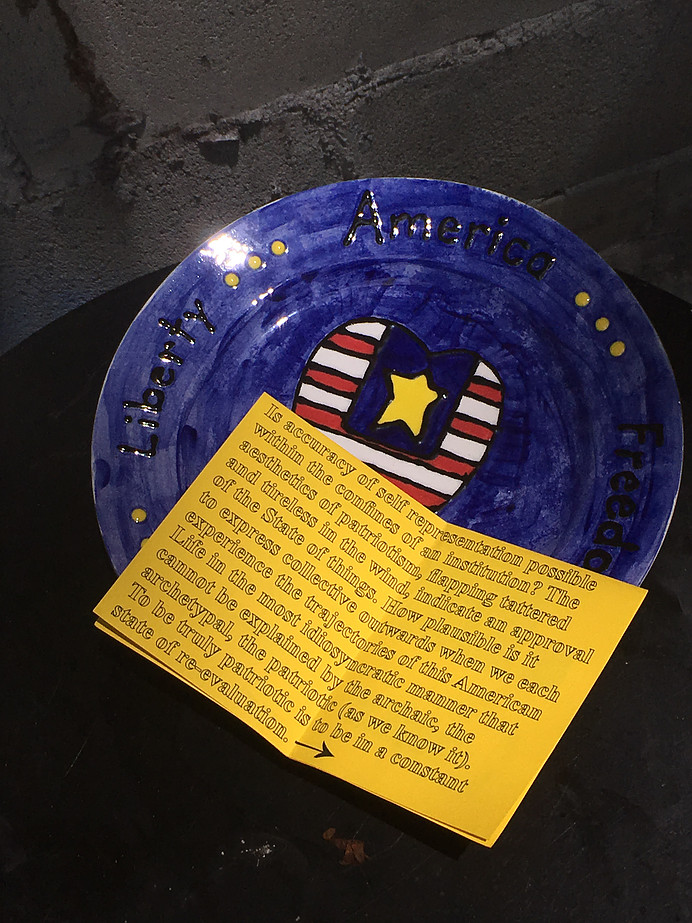 America
Liberty
Freedo
Is accuracy of self representation possible
within the confines of an institution? The
aesthetics of patriotism, flapping tattered
and tireless in the wind, indicate an approval
of the State of things. How plausible is it
to express collective outwards when we each
experience the trajectories of this American
Life in the most idiosyncratic manner that
cannot be explained by the archaic, the
archetypal, the patriotic (as we know it).
To be truly patriotic is to be in a constant
state of re-evaluation.